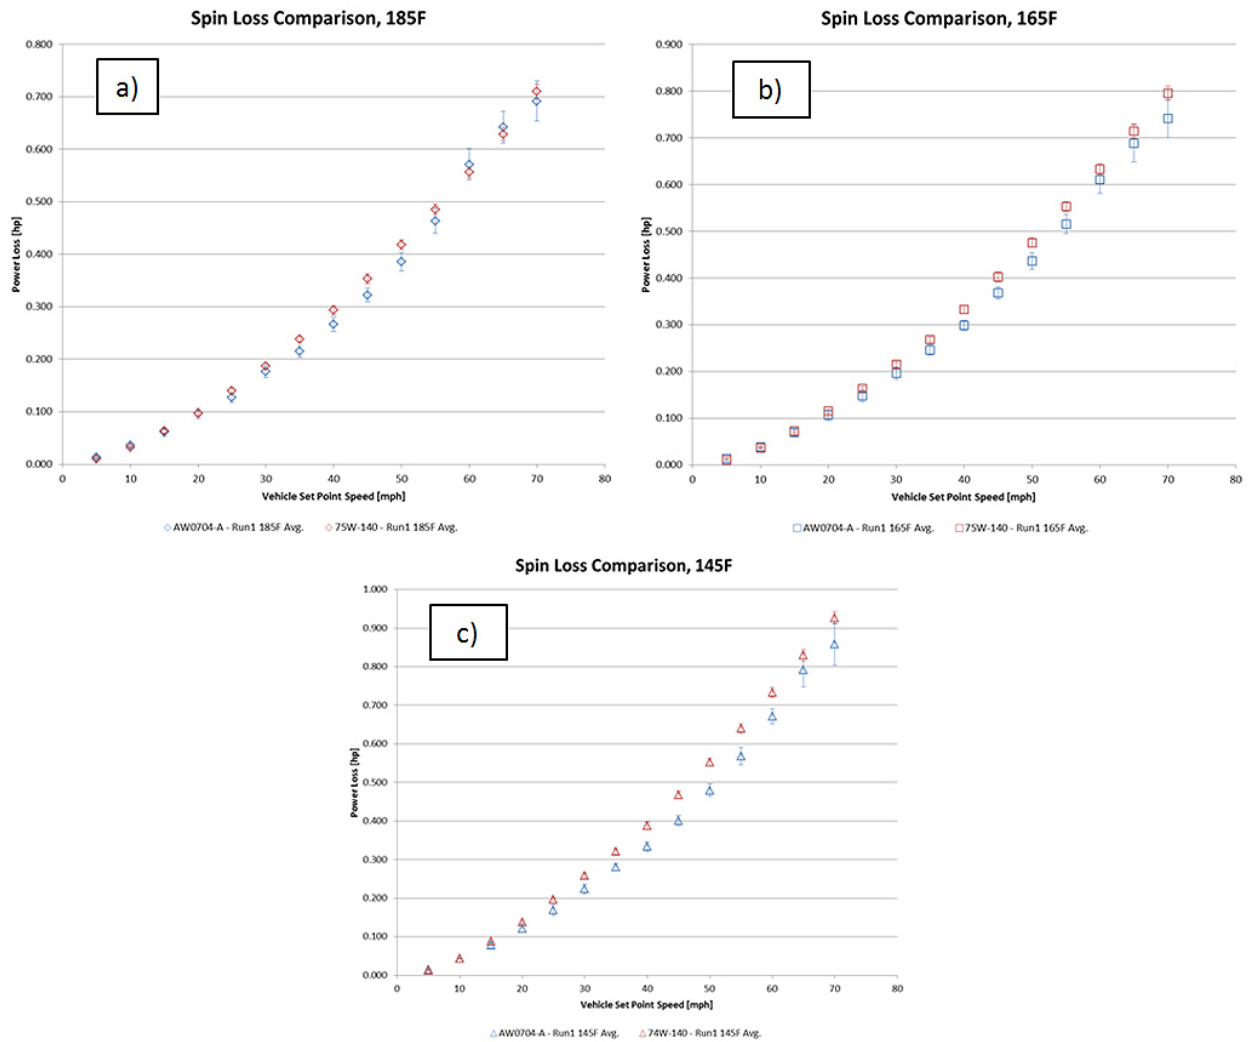 Spin Loss Comparison, 185F
a)
0.800
0.700
0.600
0.500
0.400
0.300
0.200
0.100
0.000
Power Loss [hp]
0 10 20 30 40 50 60 70 80
Vehicle Set Point Speed [mph]
AW0704-A - Run1 185F Avg. 75W-140 - Run1 185F Avg.
Spin Loss Comparison, 165F
b)
0.900
0.800
0.700
0.600
0.500
0.400
0.300
0.200
0.100
0.000
Power Loss [hp]
0 10 20 30 40 50 60 70 80
Vehicle Set Point Speed [mph]
AW0704-A - Run1 165F Avg. 75W-140 - Run1 165F Avg.
Spin Loss Comparison, 145F
c)
1.000
0.900
0.800
0.700
0.600
0.500
0.400
0.300
0.200
0.100
0.000
Power Loss [hp]
0 10 20 30 40 50 60 70 80
Vehicle Set Point Speed [mph]
AW0704-A - Run1 145F Avg. 74W-140 - Run1 145F Avg.